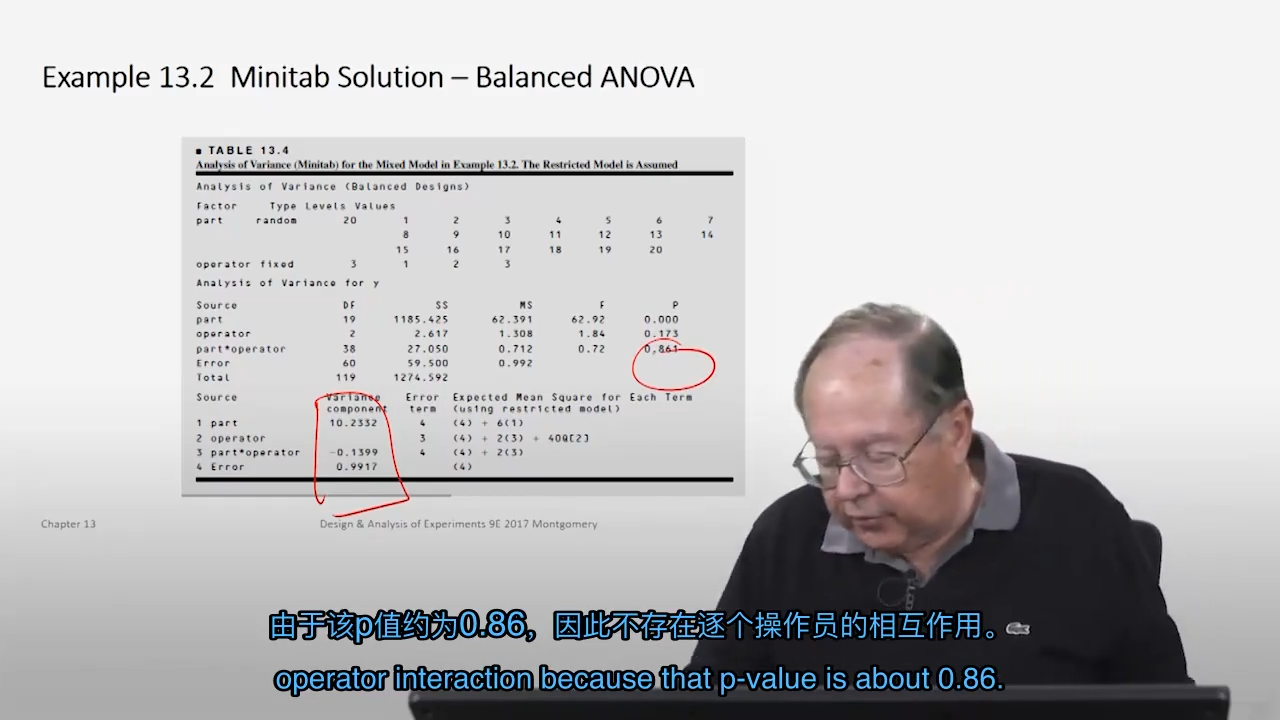 Example 13.2 Minitab Solution – Balanced ANOVA
■ TABLE 13.4
Analysis of Variance (Minitab) for the Mixed Model in Example 13.2. The Restricted Model is Assumed
Analysis of Variance (Balanced Designs)
Factor Type Levels Values
part random 20 1 2 3 4 5 6 7
8 9 10 11 12 13 14
15 16 17 18 19 20
operator fixed 3 1 2 3
Analysis of Variance for y
Source DF SS MS F P
part 19 1185.425 62.391 62.92 0.000
operator 2 2.617 1.308 1.84 0.173
part*operator 38 27.050 0.712 0.72 0.861
Error 60 59.500 0.992
Total 119 1274.592
Source Variance Error Expected Mean Square for Each Term
component term (using restricted model)
1 part 10.2332 4 (4) + 6(1)
2 operator 3 (4) + 2(3) + 40Q[2]
3 part*operator -0.1399 4 (4) + 2(3)
4 Error 0.9917 (4)
Chapter 13 Design & Analysis of Experiments 9E 2017 Montgomery
由于该p值约为0.86，因此不存在逐个操作员的相互作用。
operator interaction because that p-value is about 0.86.